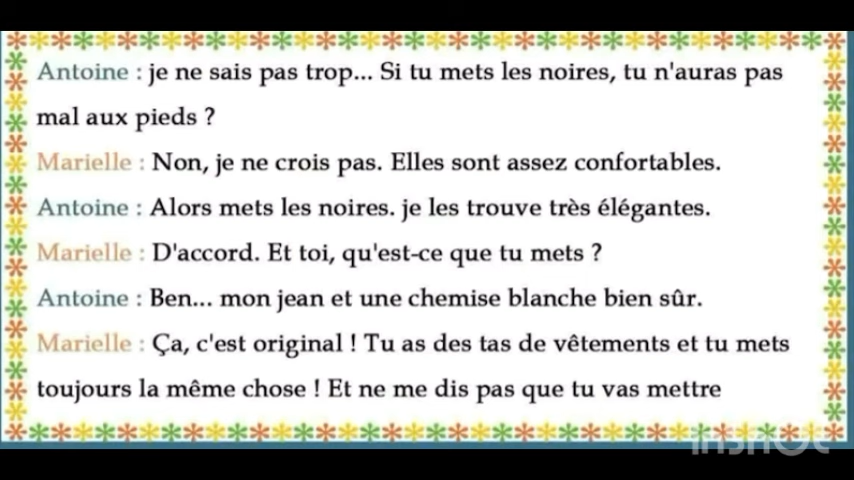 Antoine : je ne sais pas trop... Si tu mets les noires, tu n'auras pas
mal aux pieds ?
Marielle : Non, je ne crois pas. Elles sont assez confortables.
Antoine : Alors mets les noires. je les trouve très élégantes.
Marielle : D'accord. Et toi, qu'est-ce que tu mets ?
Antoine : Ben... mon jean et une chemise blanche bien sûr.
Marielle : Ça, c'est original ! Tu as des tas de vêtements et tu mets
toujours la même chose ! Et ne me dis pas que tu vas mettre
INSHOT